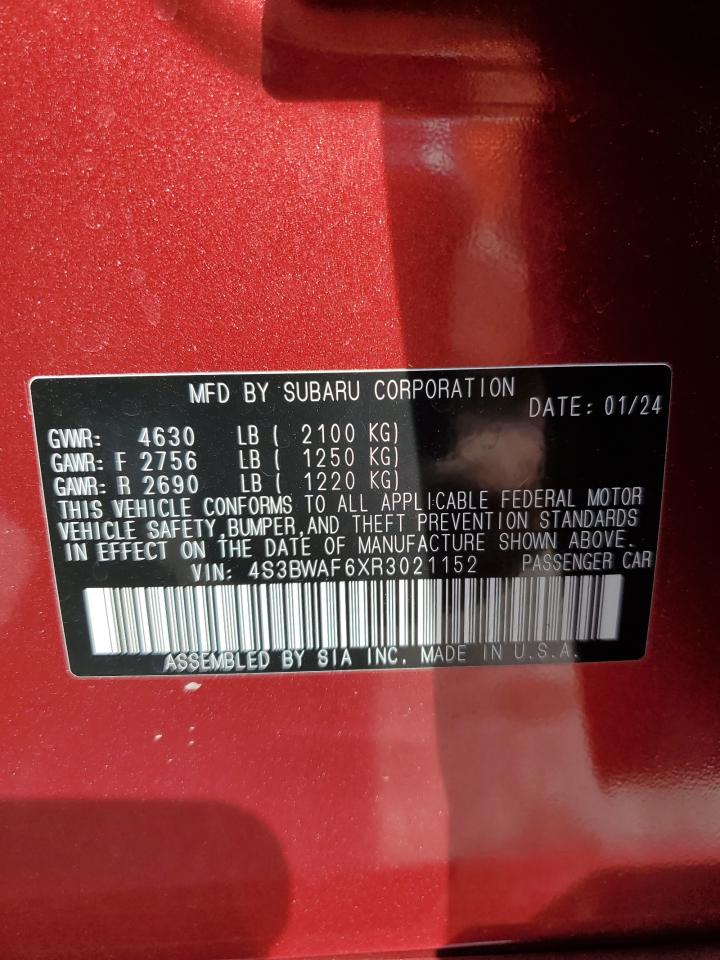 MFD BY SUBARU CORPORATION
DATE: 01/24
GVWR: 4630 LB ( 2100 KG)
GAWR: F 2756 LB ( 1250 KG)
GAWR: R 2690 LB ( 1220 KG)
THIS VEHICLE CONFORMS TO ALL APPLICABLE FEDERAL MOTOR
VEHICLE SAFETY,BUMPER,AND THEFT PREVENTION STANDARDS
IN EFFECT ON THE DATE OF MANUFACTURE SHOWN ABOVE.
VIN: 4S3BWAF6XR3021152 PASSENGER CAR
ASSEMBLED BY SIA INC. MADE IN U.S.A.